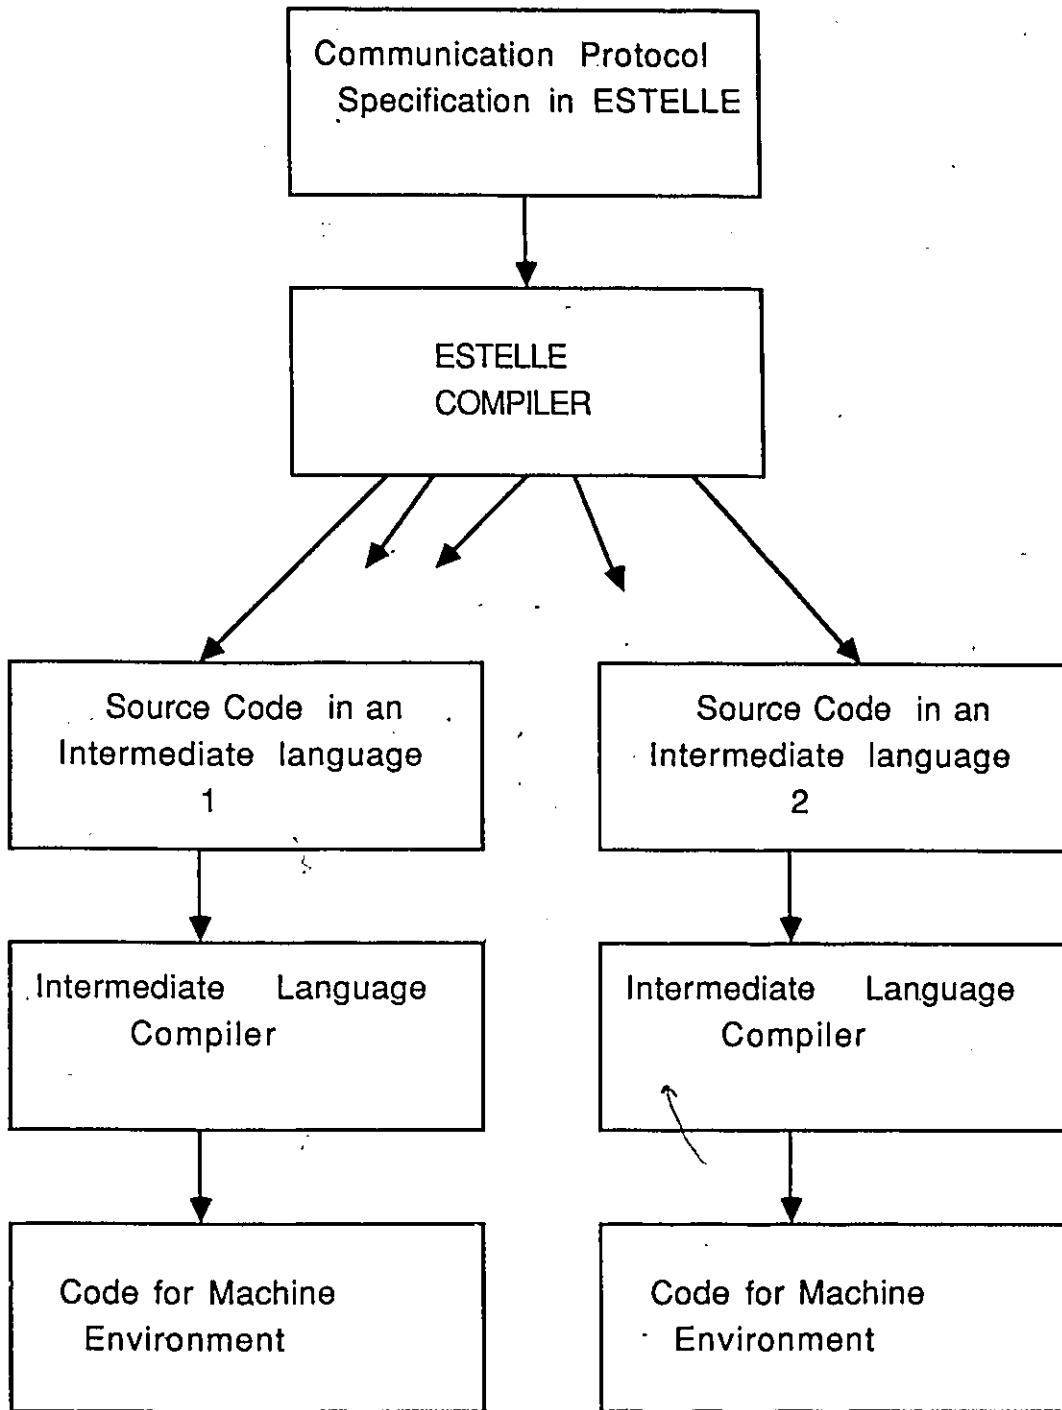 Communication Protocol
Specification in ESTELLE
ESTELLE
COMPILER
Source Code in an
Intermediate language
1
Source Code in an
Intermediate language
2
Intermediate Language
Compiler
Intermediate Language
Compiler
Code for Machine
Environment
Code for Machine
Environment